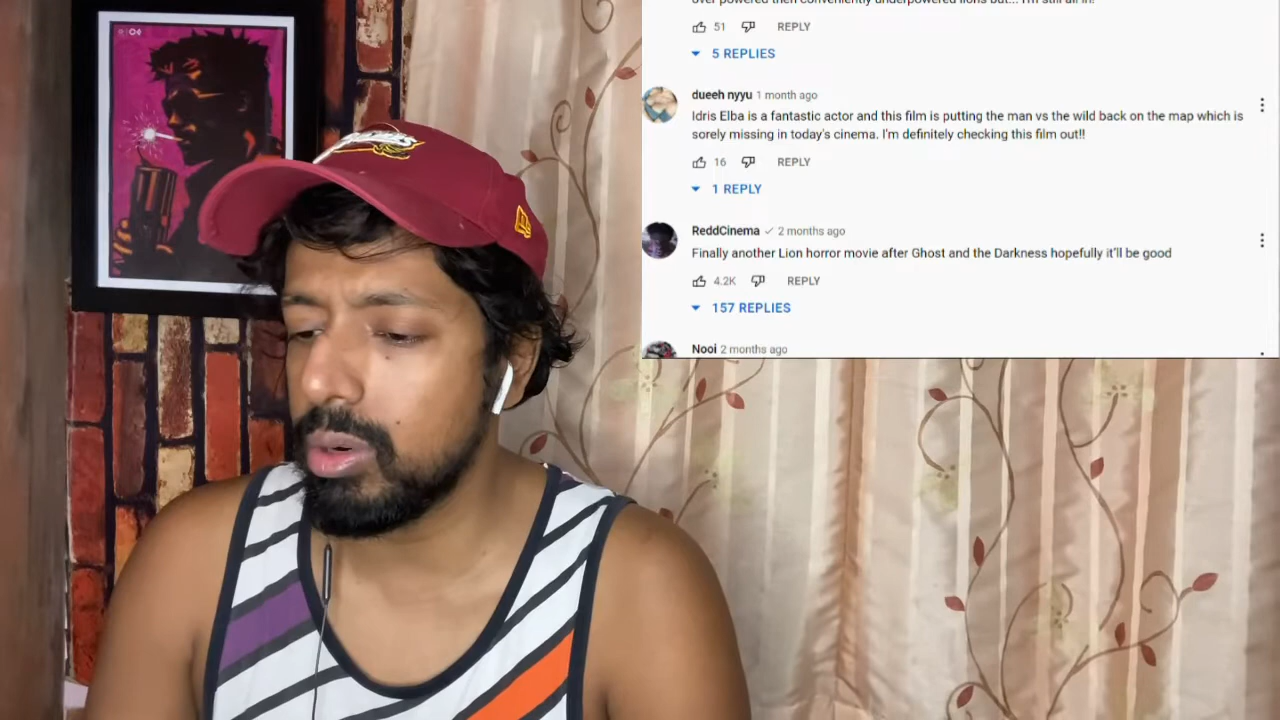 51 REPLY
5 REPLIES
dueeh nyyu 1 month ago
Idris Elba is a fantastic actor and this film is putting the man vs the wild back on the map which is
sorely missing in today's cinema. I'm definitely checking this film out!!
16 REPLY
1 REPLY
ReddCinema 2 months ago
Finally another Lion horror movie after Ghost and the Darkness hopefully it'll be good
4.2K REPLY
157 REPLIES
Nooi 2 months ago